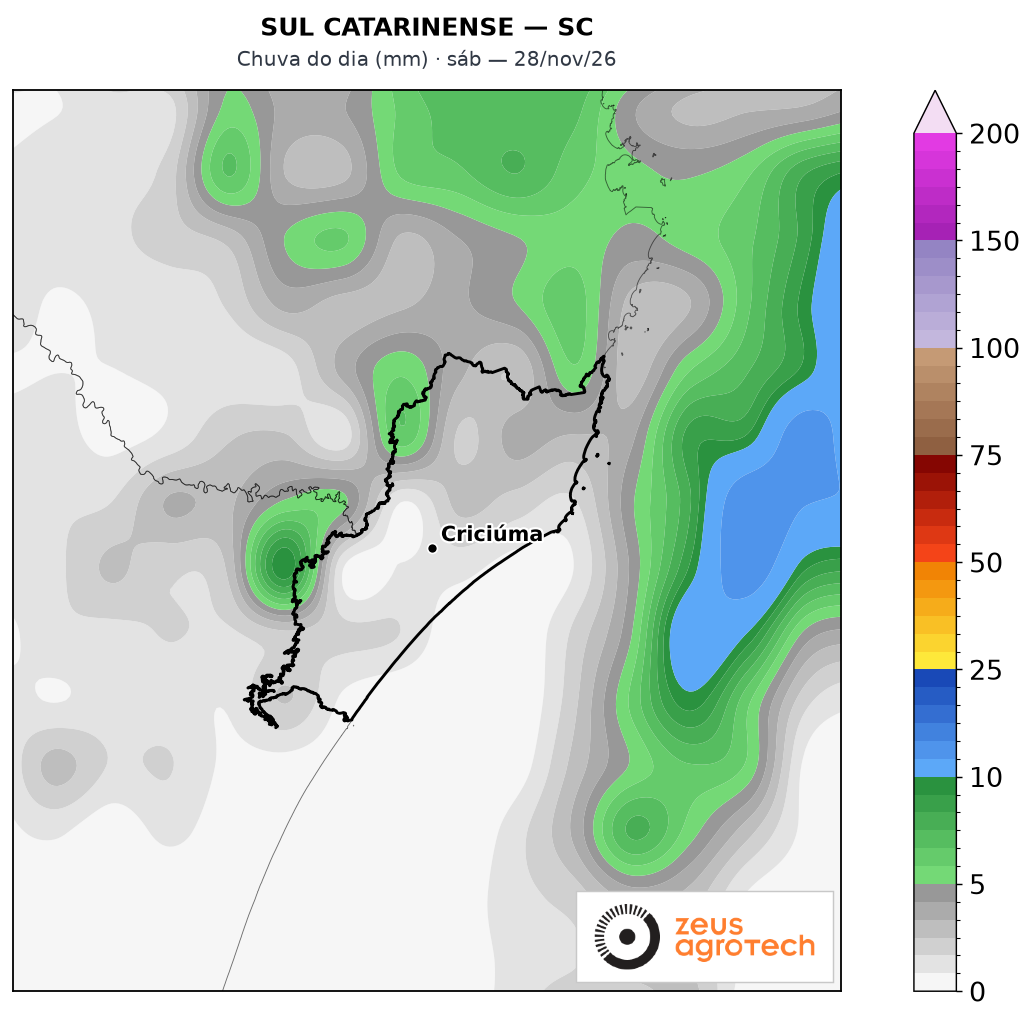 SUL CATARINENSE — SC
Chuva do dia (mm) · sáb — 28/nov/26
200
150
100
75
50
25
10
5
0
Criciúma
zeus
agrotech